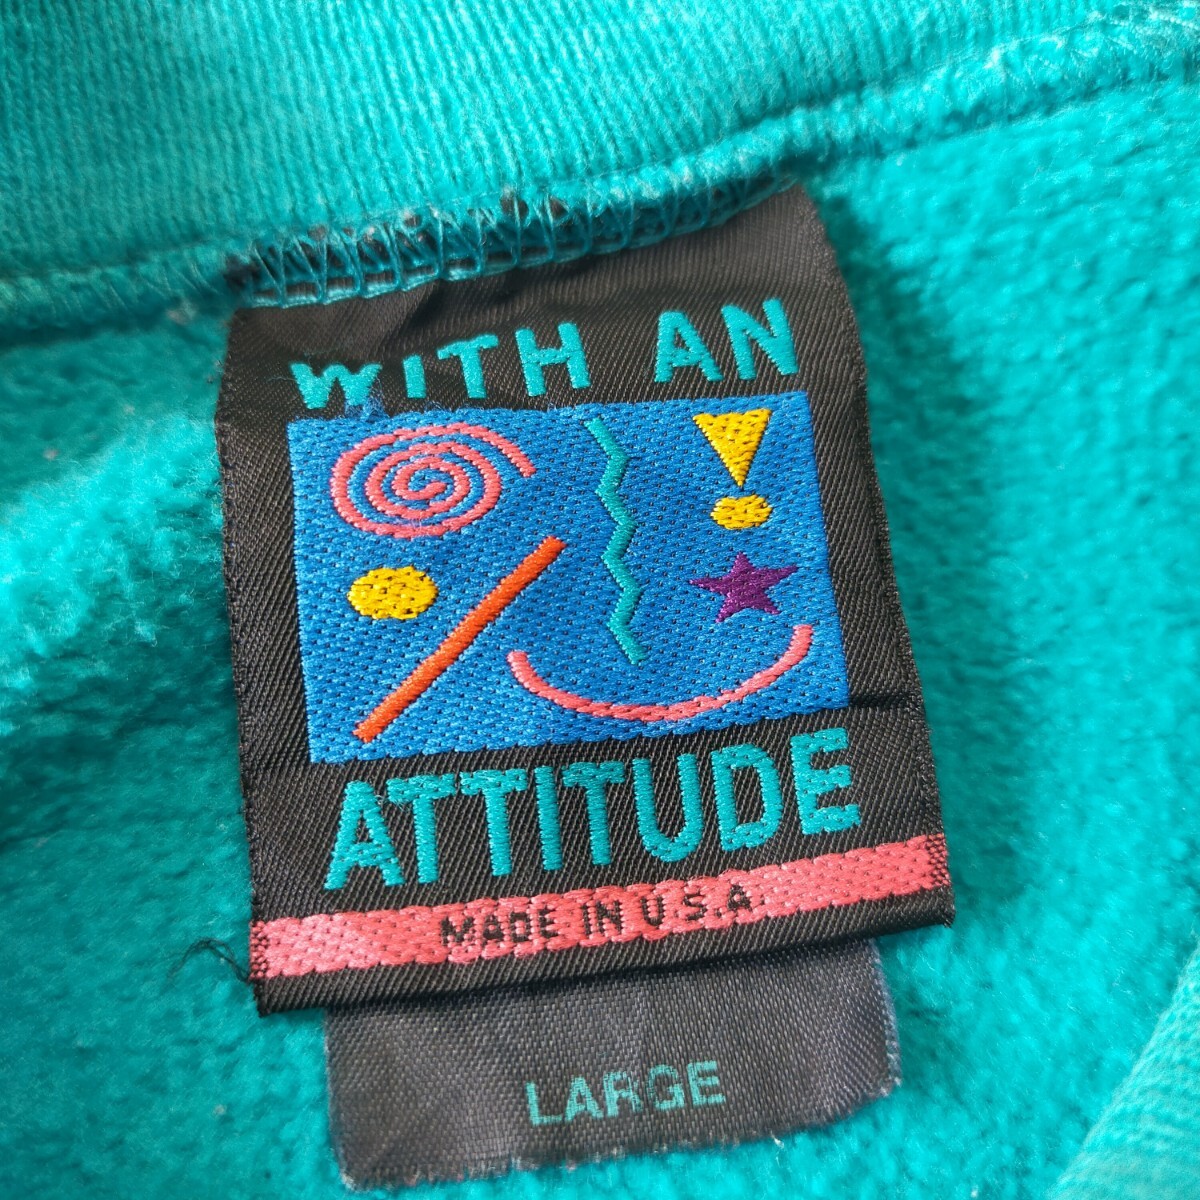 WITH AN
ATTITUDE
MADE IN U.S.A.
LARGE